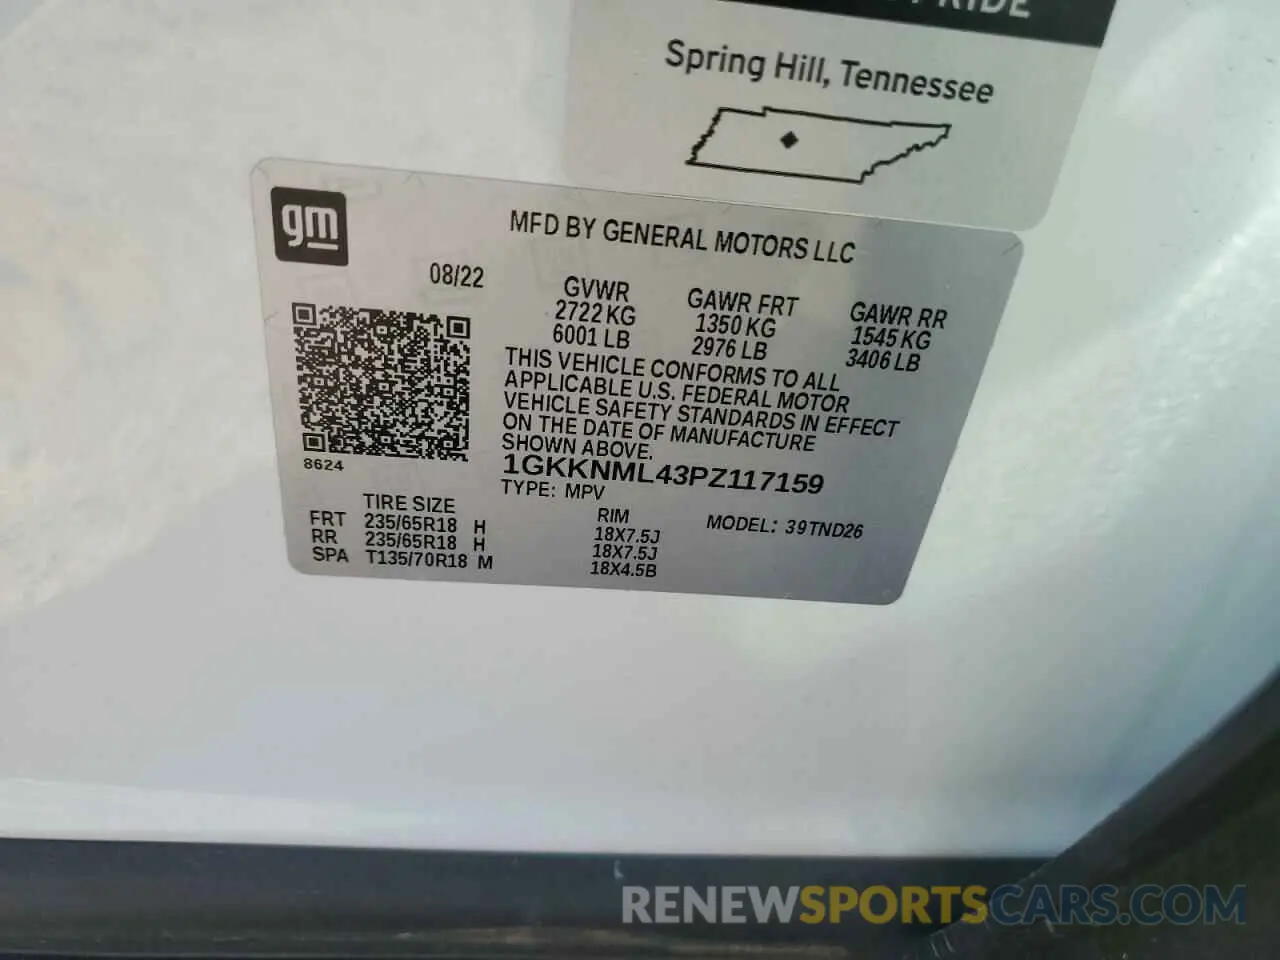 RIDE
Spring Hill, Tennessee
gm
MFD BY GENERAL MOTORS LLC
08/22
GVWR
2722 KG
6001 LB
GAWR FRT
1350 KG
2976 LB
GAWR RR
1545 KG
3406 LB
THIS VEHICLE CONFORMS TO ALL
APPLICABLE U.S. FEDERAL MOTOR
VEHICLE SAFETY STANDARDS IN EFFECT
ON THE DATE OF MANUFACTURE
SHOWN ABOVE.
8624
1GKKNML43PZ117159
TYPE: MPV
MODEL: 39TND26
TIRE SIZE
RIM
FRT 235/65R18 H 18X7.5J
RR 235/65R18 H 18X7.5J
SPA T135/70R18 M 18X4.5B
RENEWSPORTSCARS.COM